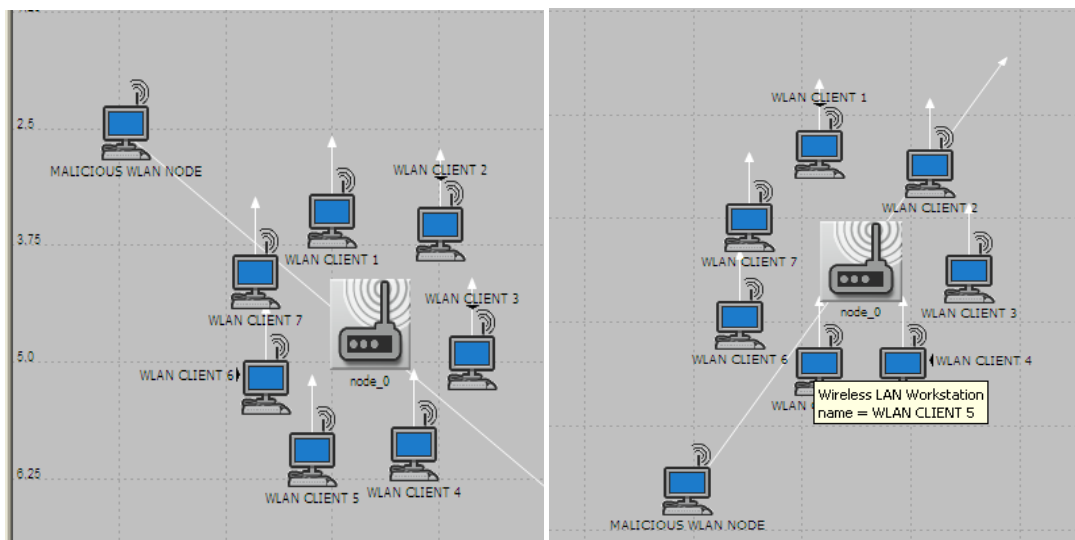 2.5
MALICIOUS WLAN NODE
WLAN CLIENT 2
3.75
WLAN CLIENT 1
WLAN CLIENT 3
WLAN CLIENT 7
5.0
WLAN CLIENT 6
node_0
6.25
WLAN CLIENT 5
WLAN CLIENT 4
WLAN CLIENT 1
WLAN CLIENT 2
WLAN CLIENT 7
WLAN CLIENT 3
node_0
WLAN CLIENT 6
WLAN CLIENT 4
Wireless LAN Workstation
name = WLAN CLIENT 5
MALICIOUS WLAN NODE